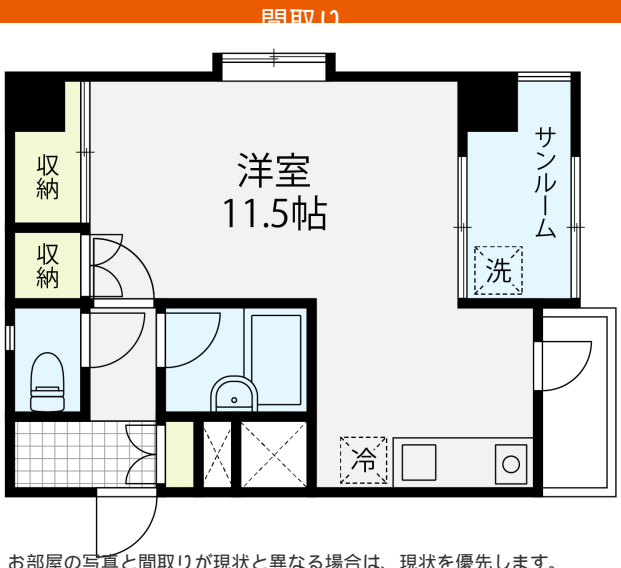 間取り
収納
洋室
11.5帖
サンルーム
収納
洗
冷
お部屋の写真と間取りが現状と異なる場合は、現状を優先します。